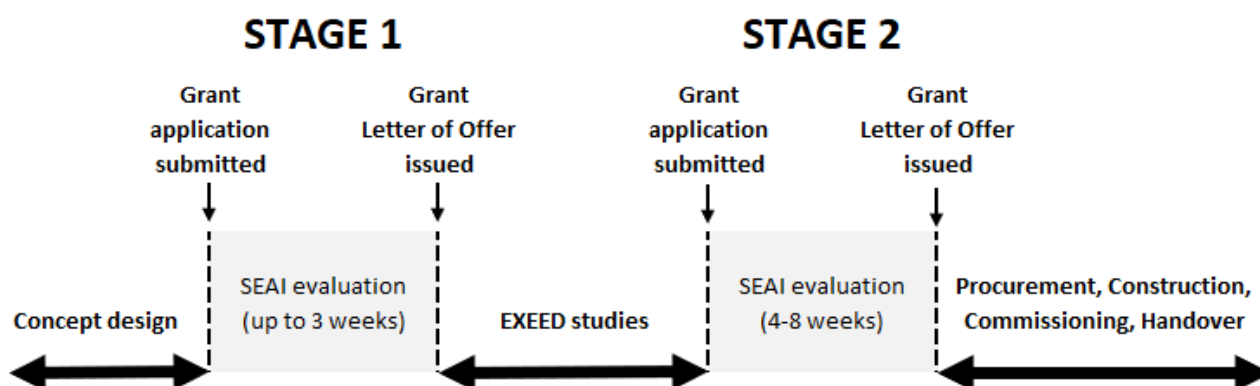 STAGE 1
STAGE 2
Grant
application
submitted
Grant
Letter of Offer
issued
Grant
application
submitted
Grant
Letter of Offer
issued
Concept design
SEAI evaluation
(up to 3 weeks)
EXEED studies
SEAI evaluation
(4-8 weeks)
Procurement, Construction,
Commissioning, Handover